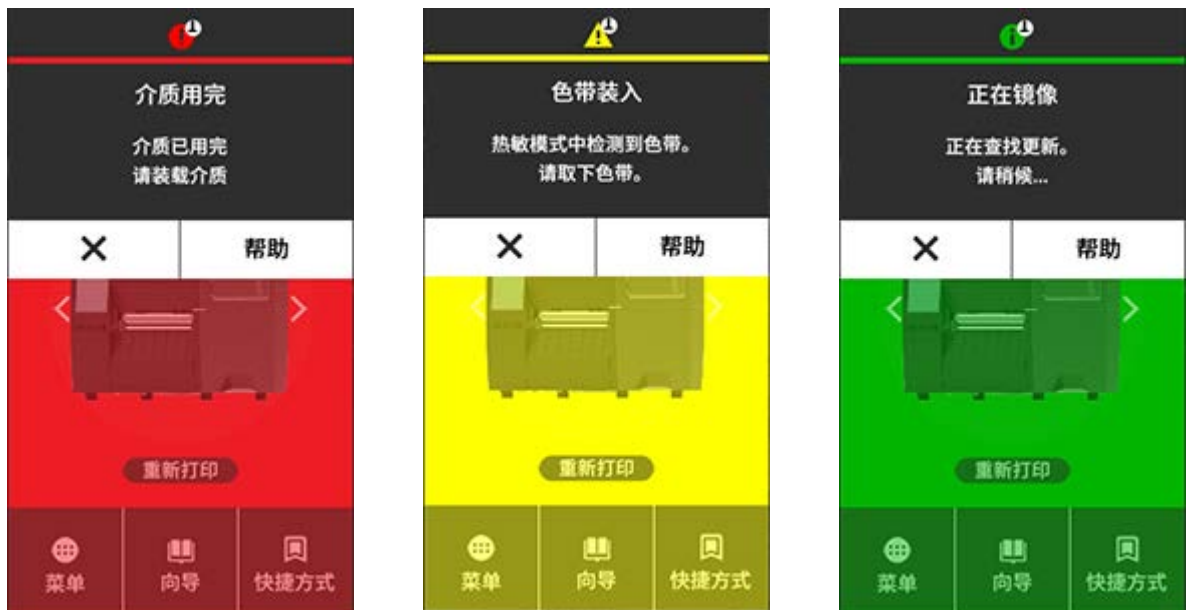 介质用完
介质已用完
请装载介质
帮助
重新打印
菜单
向导
快捷方式
色带装入
热敏模式中检测到色带。
请取下色带。
帮助
重新打印
菜单
向导
快捷方式
正在镜像
正在查找更新。
请稍候...
帮助
重新打印
菜单
向导
快捷方式